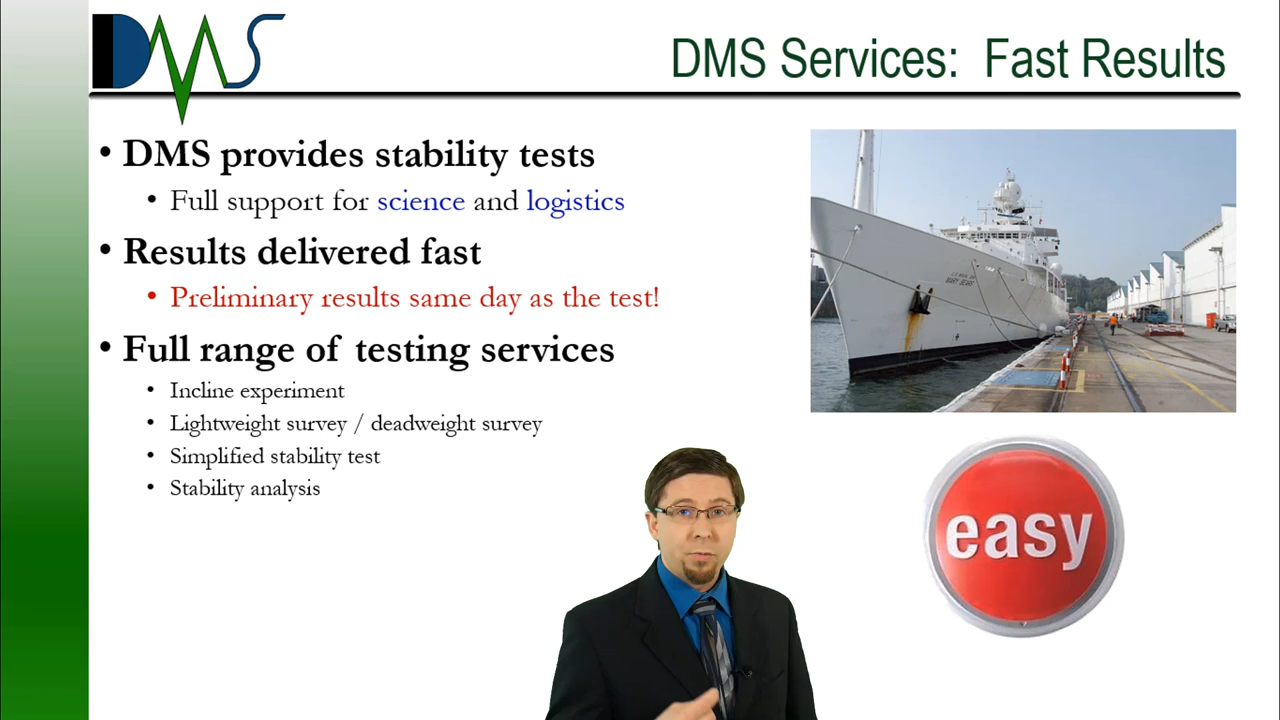 DMS
DMS Services: Fast Results
• DMS provides stability tests
• Full support for science and logistics
• Results delivered fast
• Preliminary results same day as the test!
• Full range of testing services
• Incline experiment
• Lightweight survey / deadweight survey
• Simplified stability test
• Stability analysis
MARY SEARS
easy